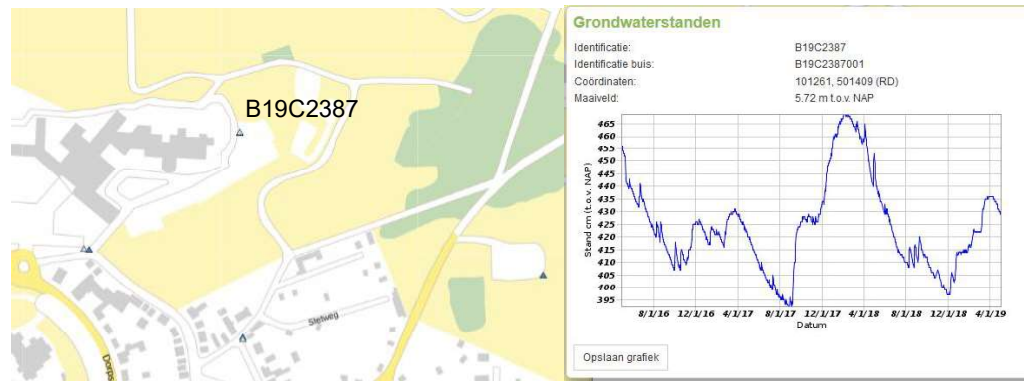 B19C2387
Stetweg
Dorps
Grondwaterstanden
Identificatie: B19C2387
Identificatie buis: B19C2387001
Coördinaten: 101261, 501409 (RD)
Maaiveld: 5.72 m t.o.v. NAP
Stand cm (t.o.v. NAP)
465
460
455
450
445
440
435
430
425
420
415
410
405
400
395
8/1/16 12/1/16 4/1/17 8/1/17 12/1/17 4/1/18 8/1/18 12/1/18 4/1/19
Datum
Opslaan grafiek